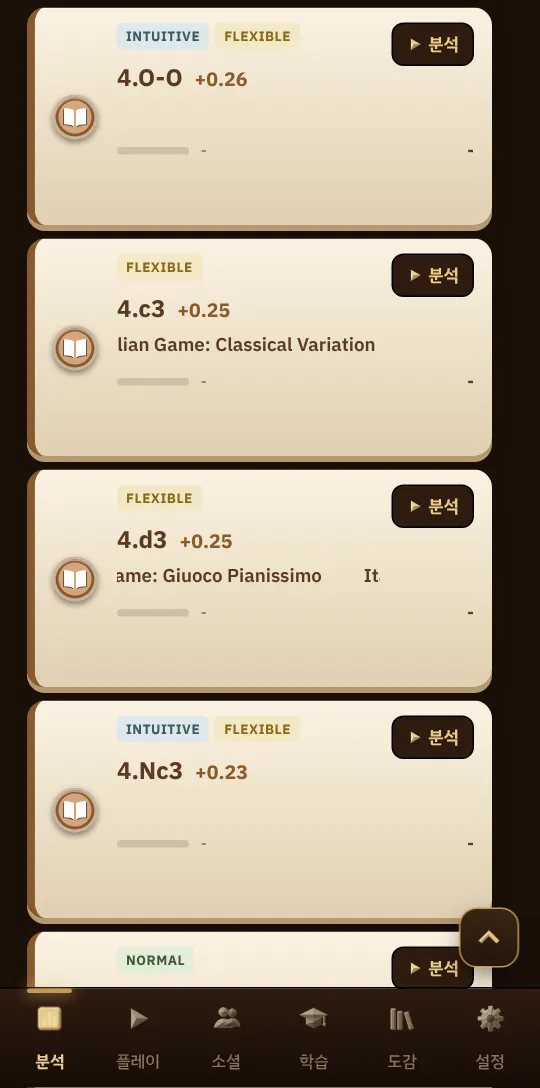 INTUITIVE FLEXIBLE ▶ 분석
4.O-O +0.26
- -
FLEXIBLE ▶ 분석
4.c3 +0.25
lian Game: Classical Variation
- -
FLEXIBLE ▶ 분석
4.d3 +0.25
ame: Giuoco Pianissimo It
- -
INTUITIVE FLEXIBLE ▶ 분석
4.Nc3 +0.23
- -
NORMAL ▶ 분석
분석 플레이 소셜 학습 도감 설정